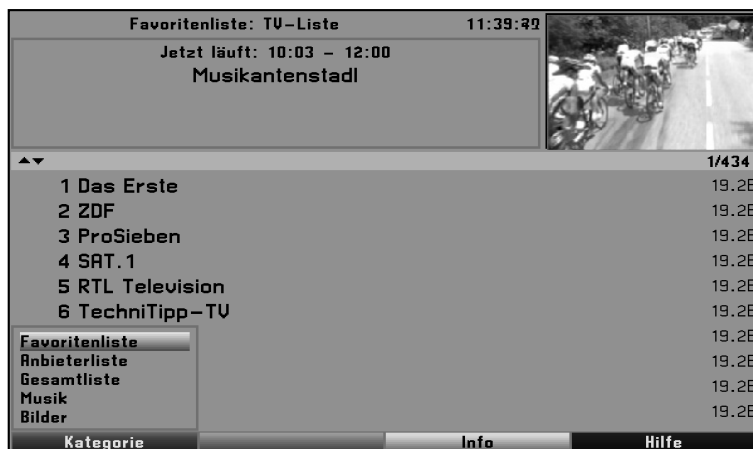 Favoritenliste: TV-Liste 11:39:
Jetzt läuft: 10:03 - 12:00
Musikantenstadl
1/434
1 Das Erste 19.2E
2 ZDF 19.2E
3 ProSieben 19.2E
4 SAT.1 19.2E
5 RTL Television 19.2E
6 TechniTipp-TV 19.2E
19.2E
Favoritenliste
Anbieterliste 19.2E
Gesamtliste
Musik 19.2E
Bilder 19.2E
Kategorie Info Hilfe